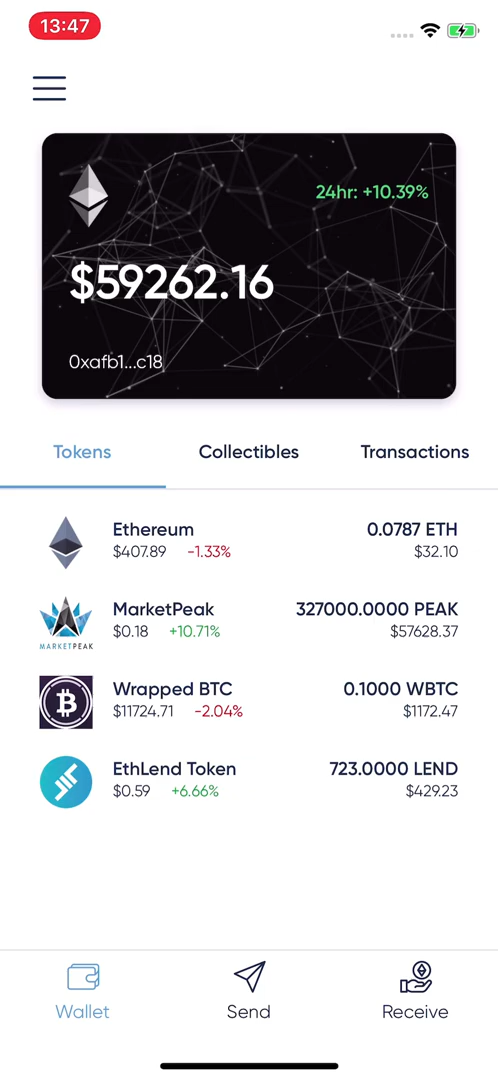 13:47
24hr: +10.39%
$59262.16
0xafb1...c18
Tokens Collectibles Transactions
Ethereum 0.0787 ETH
$407.89 -1.33% $32.10
MarketPeak 327000.0000 PEAK
$0.18 +10.71% $57628.37
MARKETPEAK
Wrapped BTC 0.1000 WBTC
$11724.71 -2.04% $1172.47
EthLend Token 723.0000 LEND
$0.59 +6.66% $429.23
Wallet Send Receive